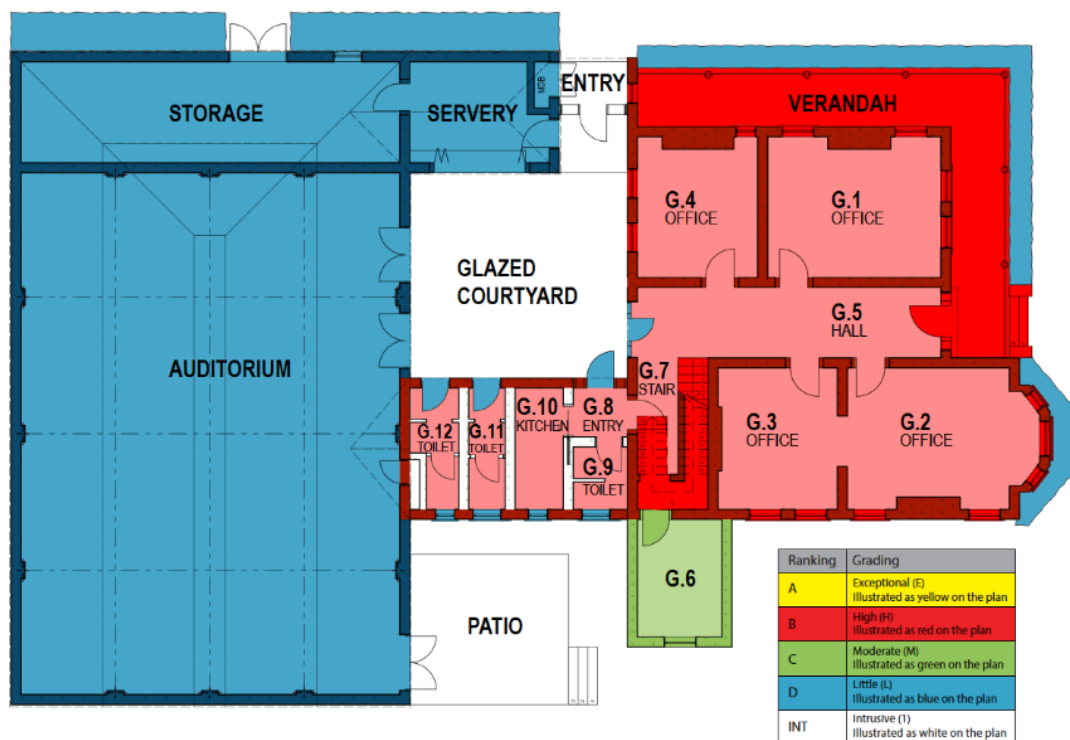 STORAGE
SERVERY
MDB
ENTRY
VERANDAH
G.4
OFFICE
G.1
OFFICE
GLAZED
COURTYARD
G.5
HALL
AUDITORIUM
G.7
STAIR
G.12
TOILET
G.11
TOILET
G.10
KITCHEN
G.8
ENTRY
G.9
TOILET
G.3
OFFICE
G.2
OFFICE
G.6
PATIO
Ranking Grading
A Exceptional (E)
Illustrated as yellow on the plan
B High (H)
Illustrated as red on the plan
C Moderate (M)
Illustrated as green on the plan
D Little (L)
Illustrated as blue on the plan
INT Intrusive (1)
Illustrated as white on the plan